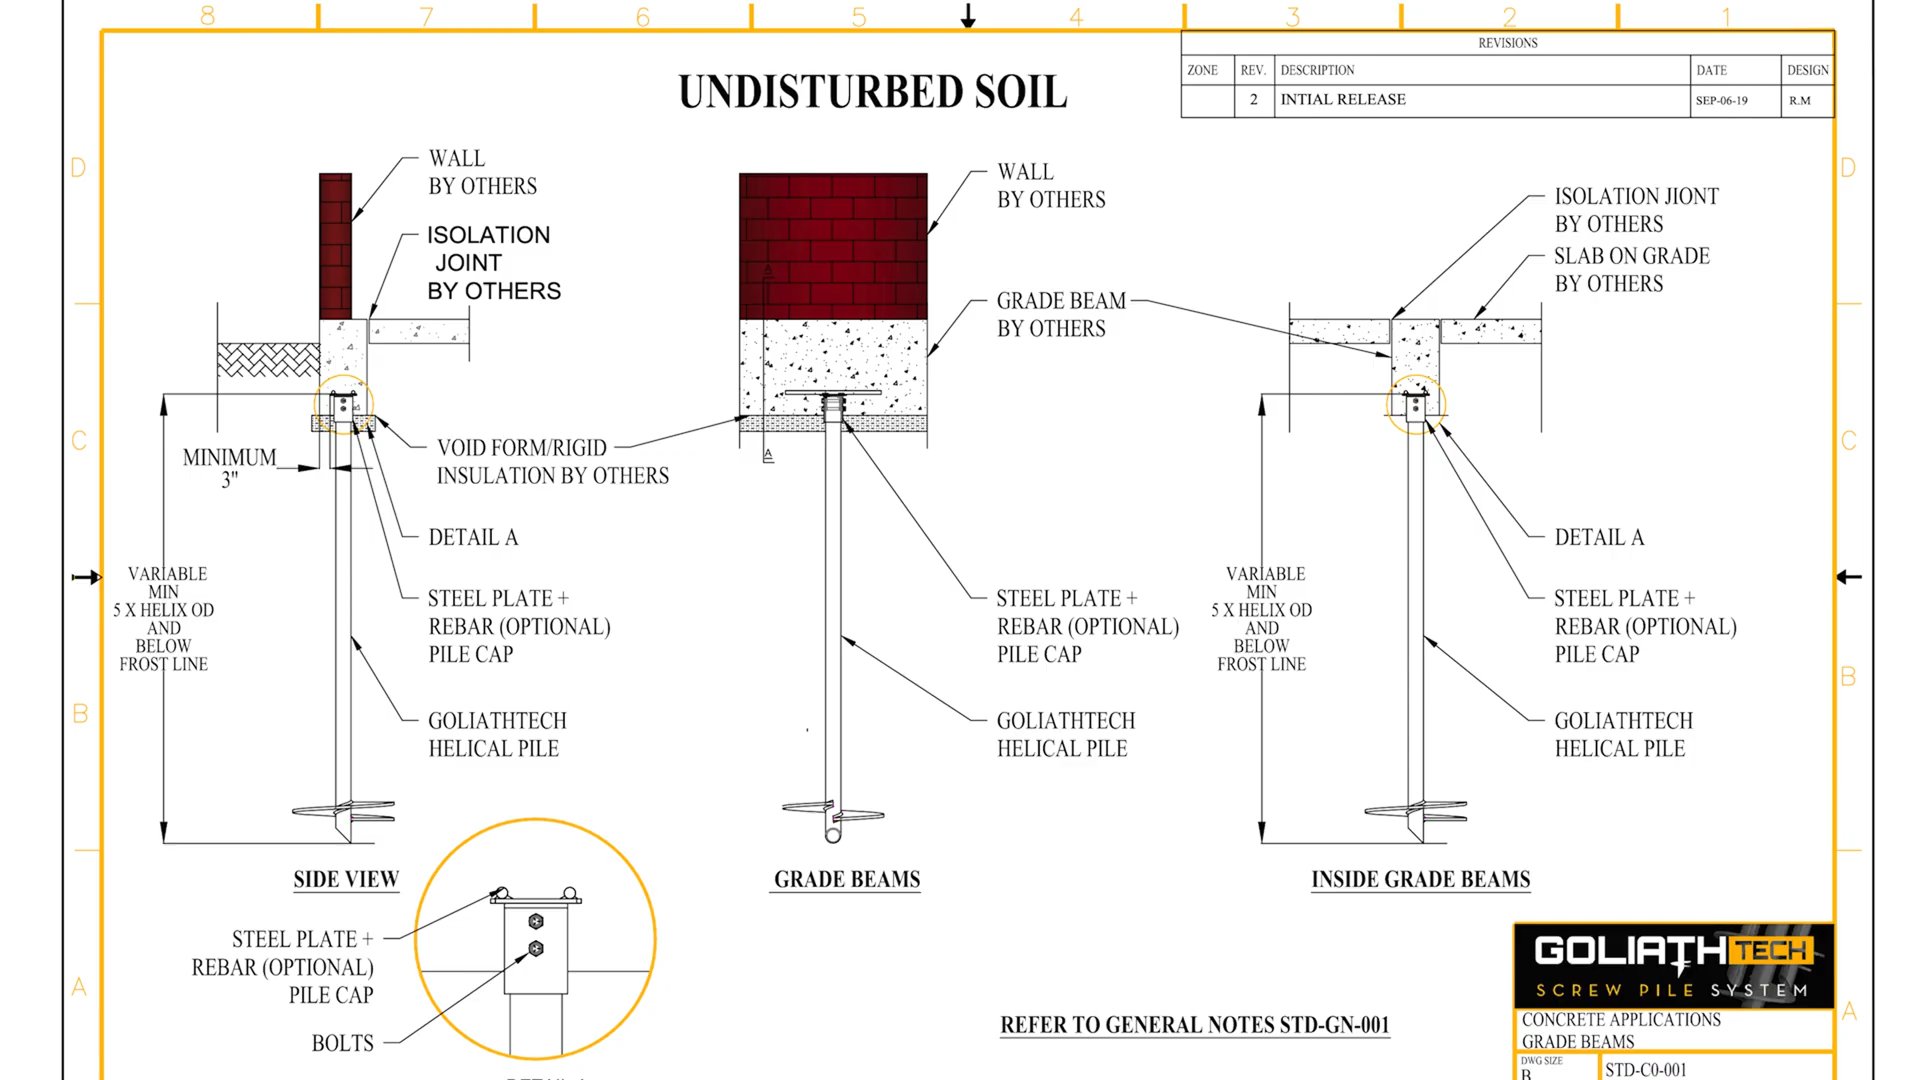 8 7 6 5 4 3 2 1
REVISIONS
ZONE REV. DESCRIPTION DATE DESIGN
2 INTIAL RELEASE SEP-06-19 R.M
UNDISTURBED SOIL
D
D
WALL
BY OTHERS
ISOLATION
JOINT
BY OTHERS
WALL
BY OTHERS
ISOLATION JIONT
BY OTHERS
SLAB ON GRADE
BY OTHERS
A
GRADE BEAM
BY OTHERS
C
C
MINIMUM
3"
VOID FORM/RIGID
INSULATION BY OTHERS
A
DETAIL A
DETAIL A
VARIABLE
MIN
5 X HELIX OD
AND
BELOW
FROST LINE
STEEL PLATE +
REBAR (OPTIONAL)
PILE CAP
STEEL PLATE +
REBAR (OPTIONAL)
PILE CAP
VARIABLE
MIN
5 X HELIX OD
AND
BELOW
FROST LINE
STEEL PLATE +
REBAR (OPTIONAL)
PILE CAP
B
B
GOLIATHTECH
HELICAL PILE
GOLIATHTECH
HELICAL PILE
GOLIATHTECH
HELICAL PILE
SIDE VIEW
GRADE BEAMS
INSIDE GRADE BEAMS
STEEL PLATE +
REBAR (OPTIONAL)
PILE CAP
BOLTS
A
A
REFER TO GENERAL NOTES STD-GN-001
GOLIATHTECH
SCREW PILE SYSTEM
CONCRETE APPLICATIONS
GRADE BEAMS
DWG SIZE
B
STD-C0-001